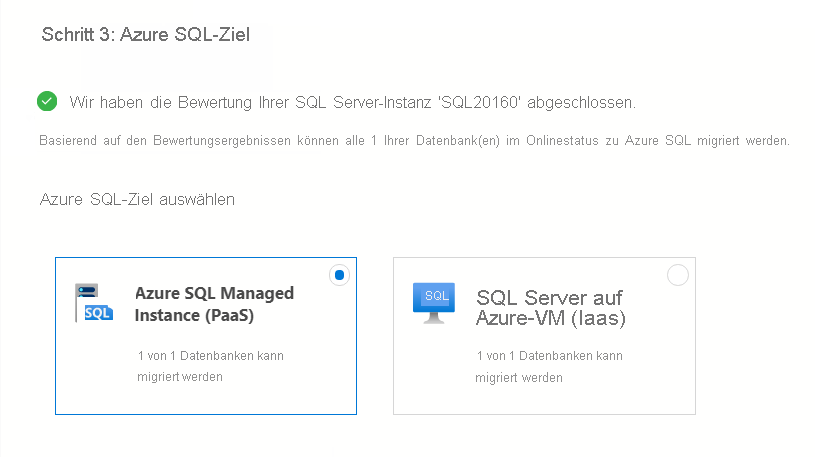 Schritt 3: Azure SQL-Ziel
Wir haben die Bewertung Ihrer SQL Server-Instanz 'SQL20160' abgeschlossen.
Basierend auf den Bewertungsergebnissen können alle 1 Ihrer Datenbank(en) im Onlinestatus zu Azure SQL migriert werden.
Azure SQL-Ziel auswählen
SQL
Azure SQL Managed
Instance (PaaS)
1 von 1 Datenbanken kann
migriert werden
SQL
SQL Server auf
Azure-VM (Iaas)
1 von 1 Datenbanken kann
migriert werden